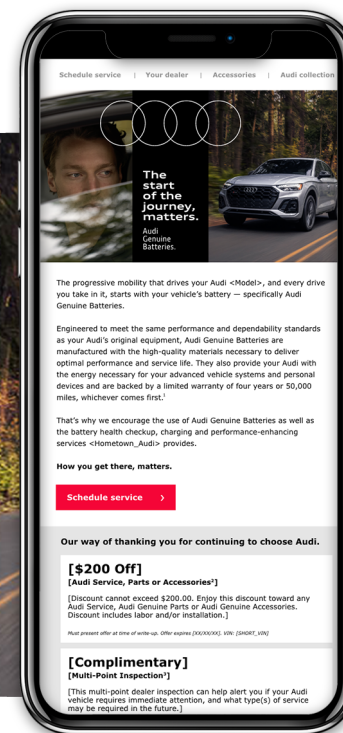 Schedule service | Your dealer | Accessories | Audi collection
The
start
of the
journey,
matters.
Audi
Genuine
Batteries.
The progressive mobility that drives your Audi <Model>, and every drive
you take in it, starts with your vehicle's battery — specifically Audi
Genuine Batteries.
Engineered to meet the same performance and dependability standards
as your Audi's original equipment, Audi Genuine Batteries are
manufactured with the high-quality materials necessary to deliver
optimal performance and service life. They also provide your Audi with
the energy necessary for your advanced vehicle systems and personal
devices and are backed by a limited warranty of four years or 50,000
miles, whichever comes first.¹
That's why we encourage the use of Audi Genuine Batteries as well as
the battery health checkup, charging and performance-enhancing
services <Hometown_Audi> provides.
How you get there, matters.
Schedule service >
Our way of thanking you for continuing to choose Audi.
[$200 Off]
[Audi Service, Parts or Accessories²]
[Discount cannot exceed $200.00. Enjoy this discount toward any
Audi Service, Audi Genuine Parts or Audi Genuine Accessories.
Discount includes labor and/or installation.]
Must present offer at time of write-up. Offer expires [XX/XX/XX]. VIN: [SHORT_VIN]
[Complimentary]
[Multi-Point Inspection³]
[This multi-point dealer inspection can help alert you if your Audi
vehicle requires immediate attention, and what type(s) of service
may be required in the future.]